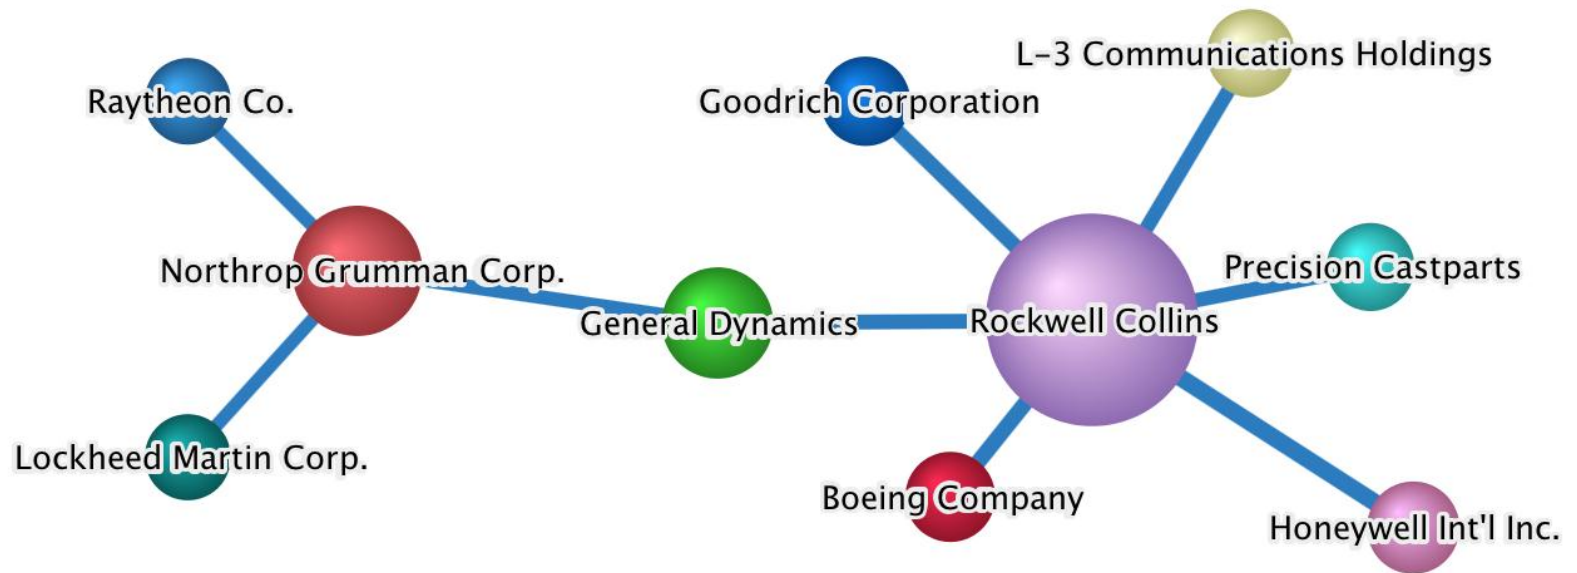 L-3 Communications Holdings
Raytheon Co.
Goodrich Corporation
Northrop Grumman Corp.
Precision Castparts
General Dynamics
Rockwell Collins
Lockheed Martin Corp.
Boeing Company
Honeywell Int'l Inc.